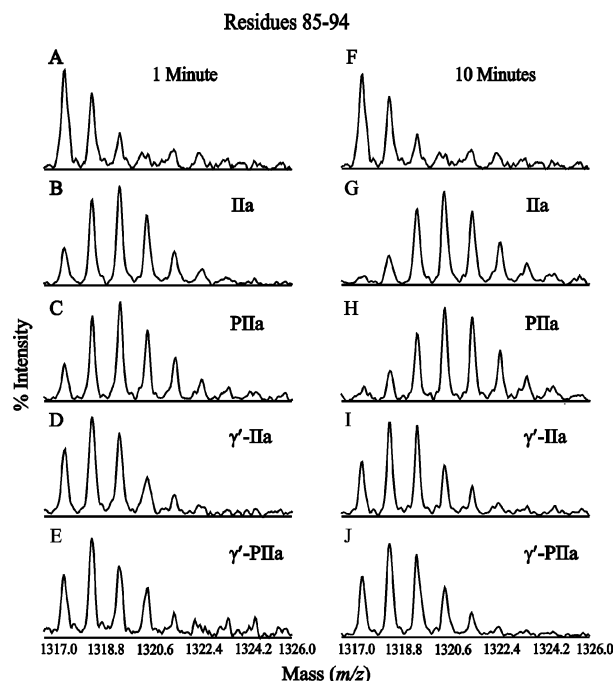 Residues 85-94
A
1 Minute
F
10 Minutes
B
IIa
G
IIa
C
PIIa
H
PIIa
D
γ'-IIa
I
γ'-IIa
E
γ'-PIIa
J
γ'-PIIa
% Intensity
1317.0 1318.8 1320.6 1322.4 1324.2 1326.0
1317.0 1318.8 1320.6 1322.4 1324.2 1326.0
Mass (m/z)